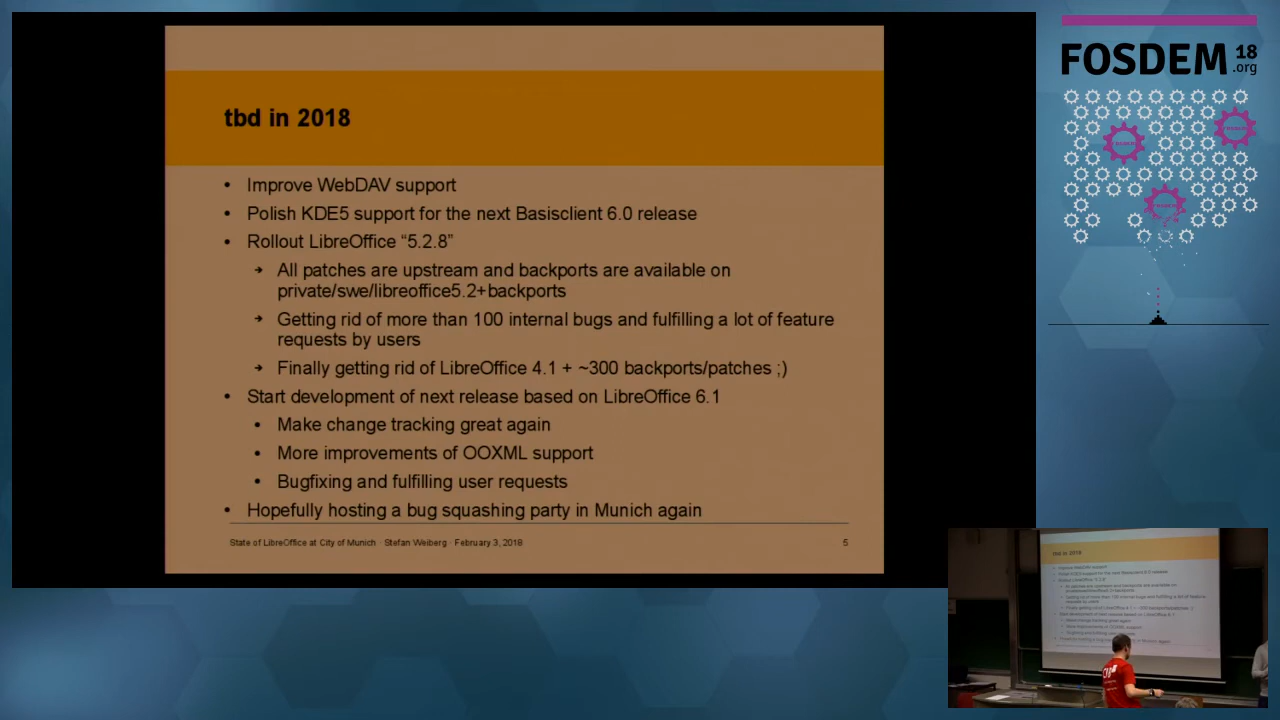 tbd in 2018
• Improve WebDAV support
• Polish KDE5 support for the next Basisclient 6.0 release
• Rollout LibreOffice “5.2.8”
➔ All patches are upstream and backports are available on
private/swe/libreoffice5.2+backports
➔ Getting rid of more than 100 internal bugs and fulfilling a lot of feature
requests by users
➔ Finally getting rid of LibreOffice 4.1 + ~300 backports/patches ;)
• Start development of next release based on LibreOffice 6.1
• Make change tracking great again
• More improvements of OOXML support
• Bugfixing and fulfilling user requests
• Hopefully hosting a bug squashing party in Munich again
State of LibreOffice at City of Munich · Stefan Weiberg · February 3, 2018
5
FOSDEM 18
.org
tbd in 2018